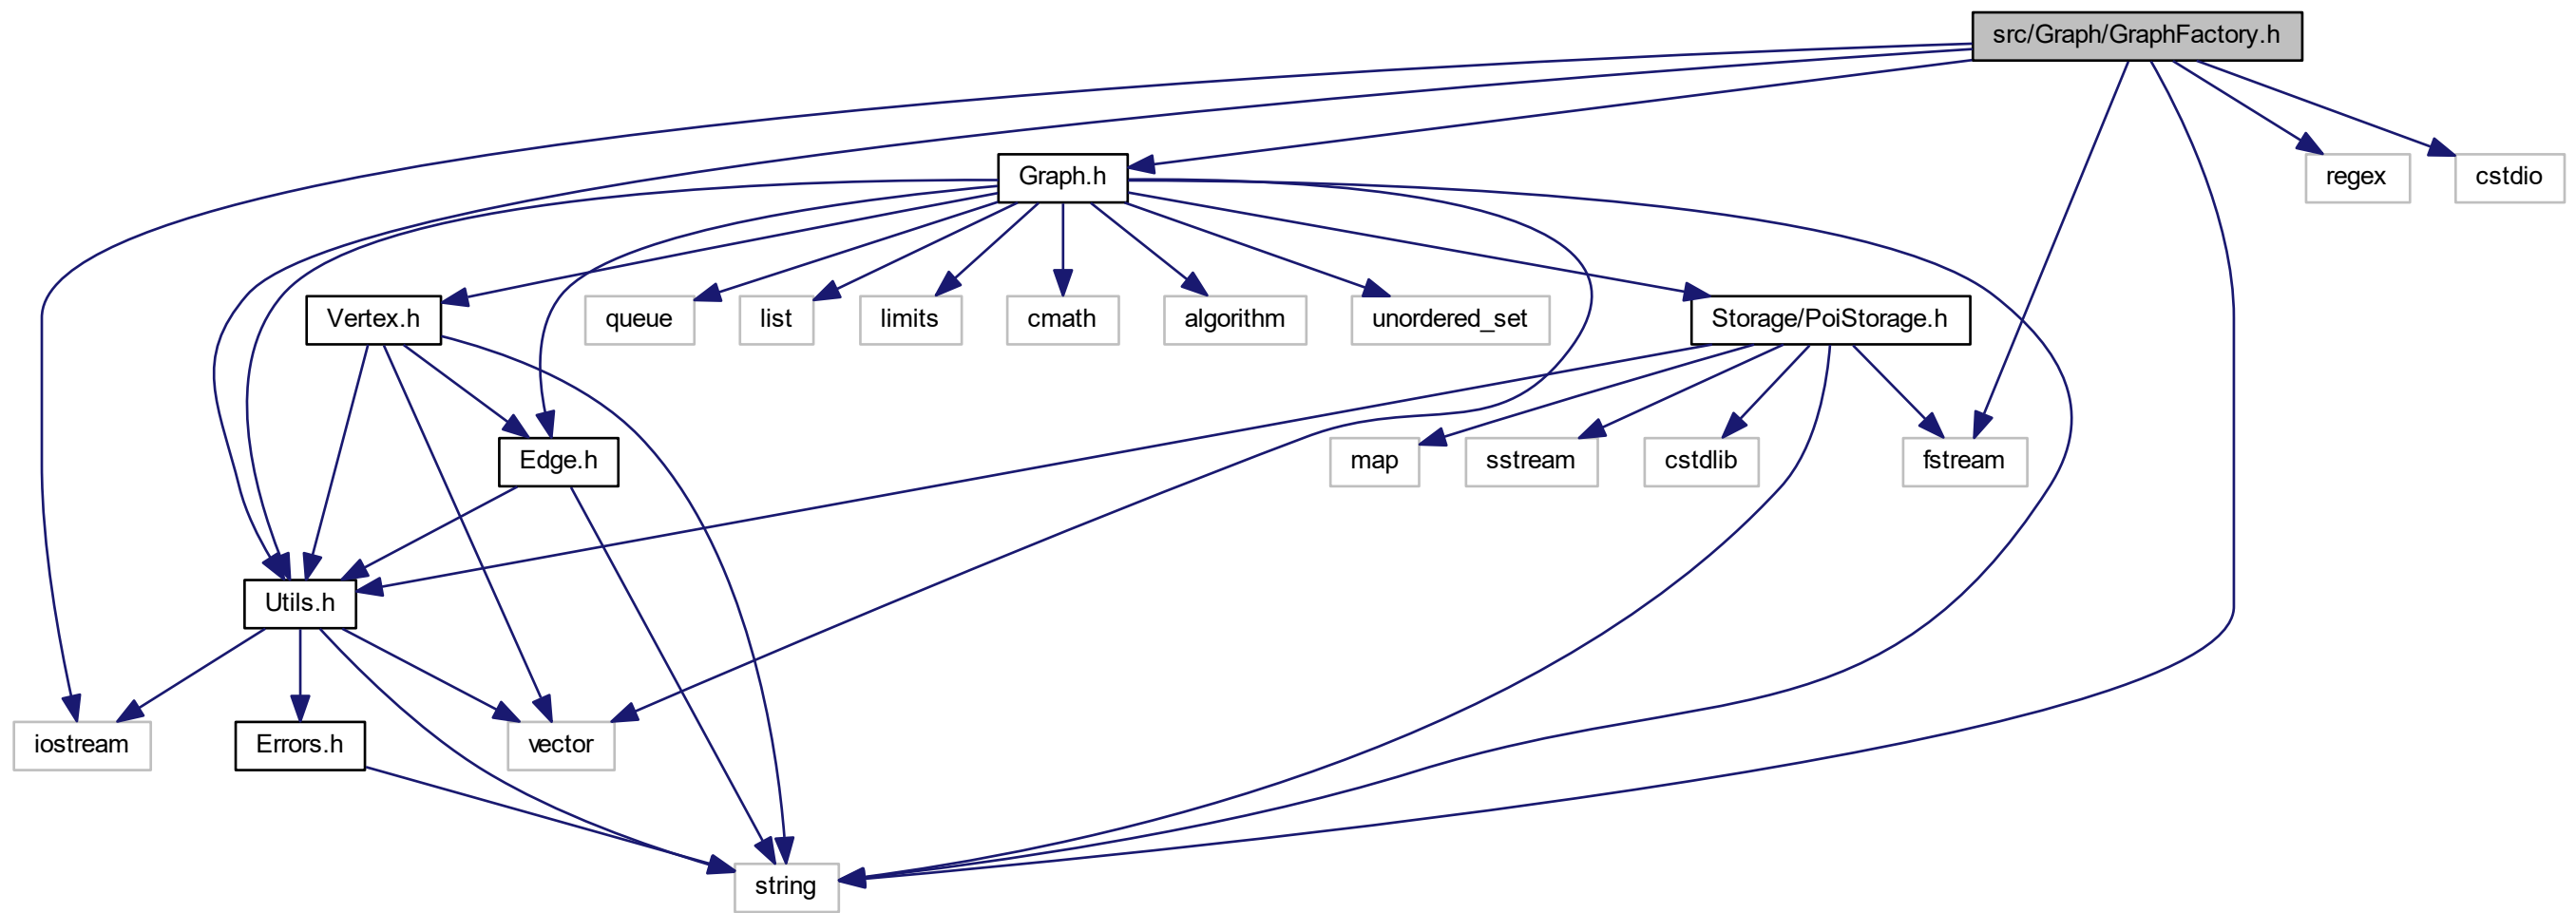 src/Graph/GraphFactory.h
Graph.h
regex
cstdio
Vertex.h
queue
list
limits
cmath
algorithm
unordered_set
Storage/PoiStorage.h
Edge.h
map
sstream
cstdlib
fstream
Utils.h
iostream
Errors.h
vector
string